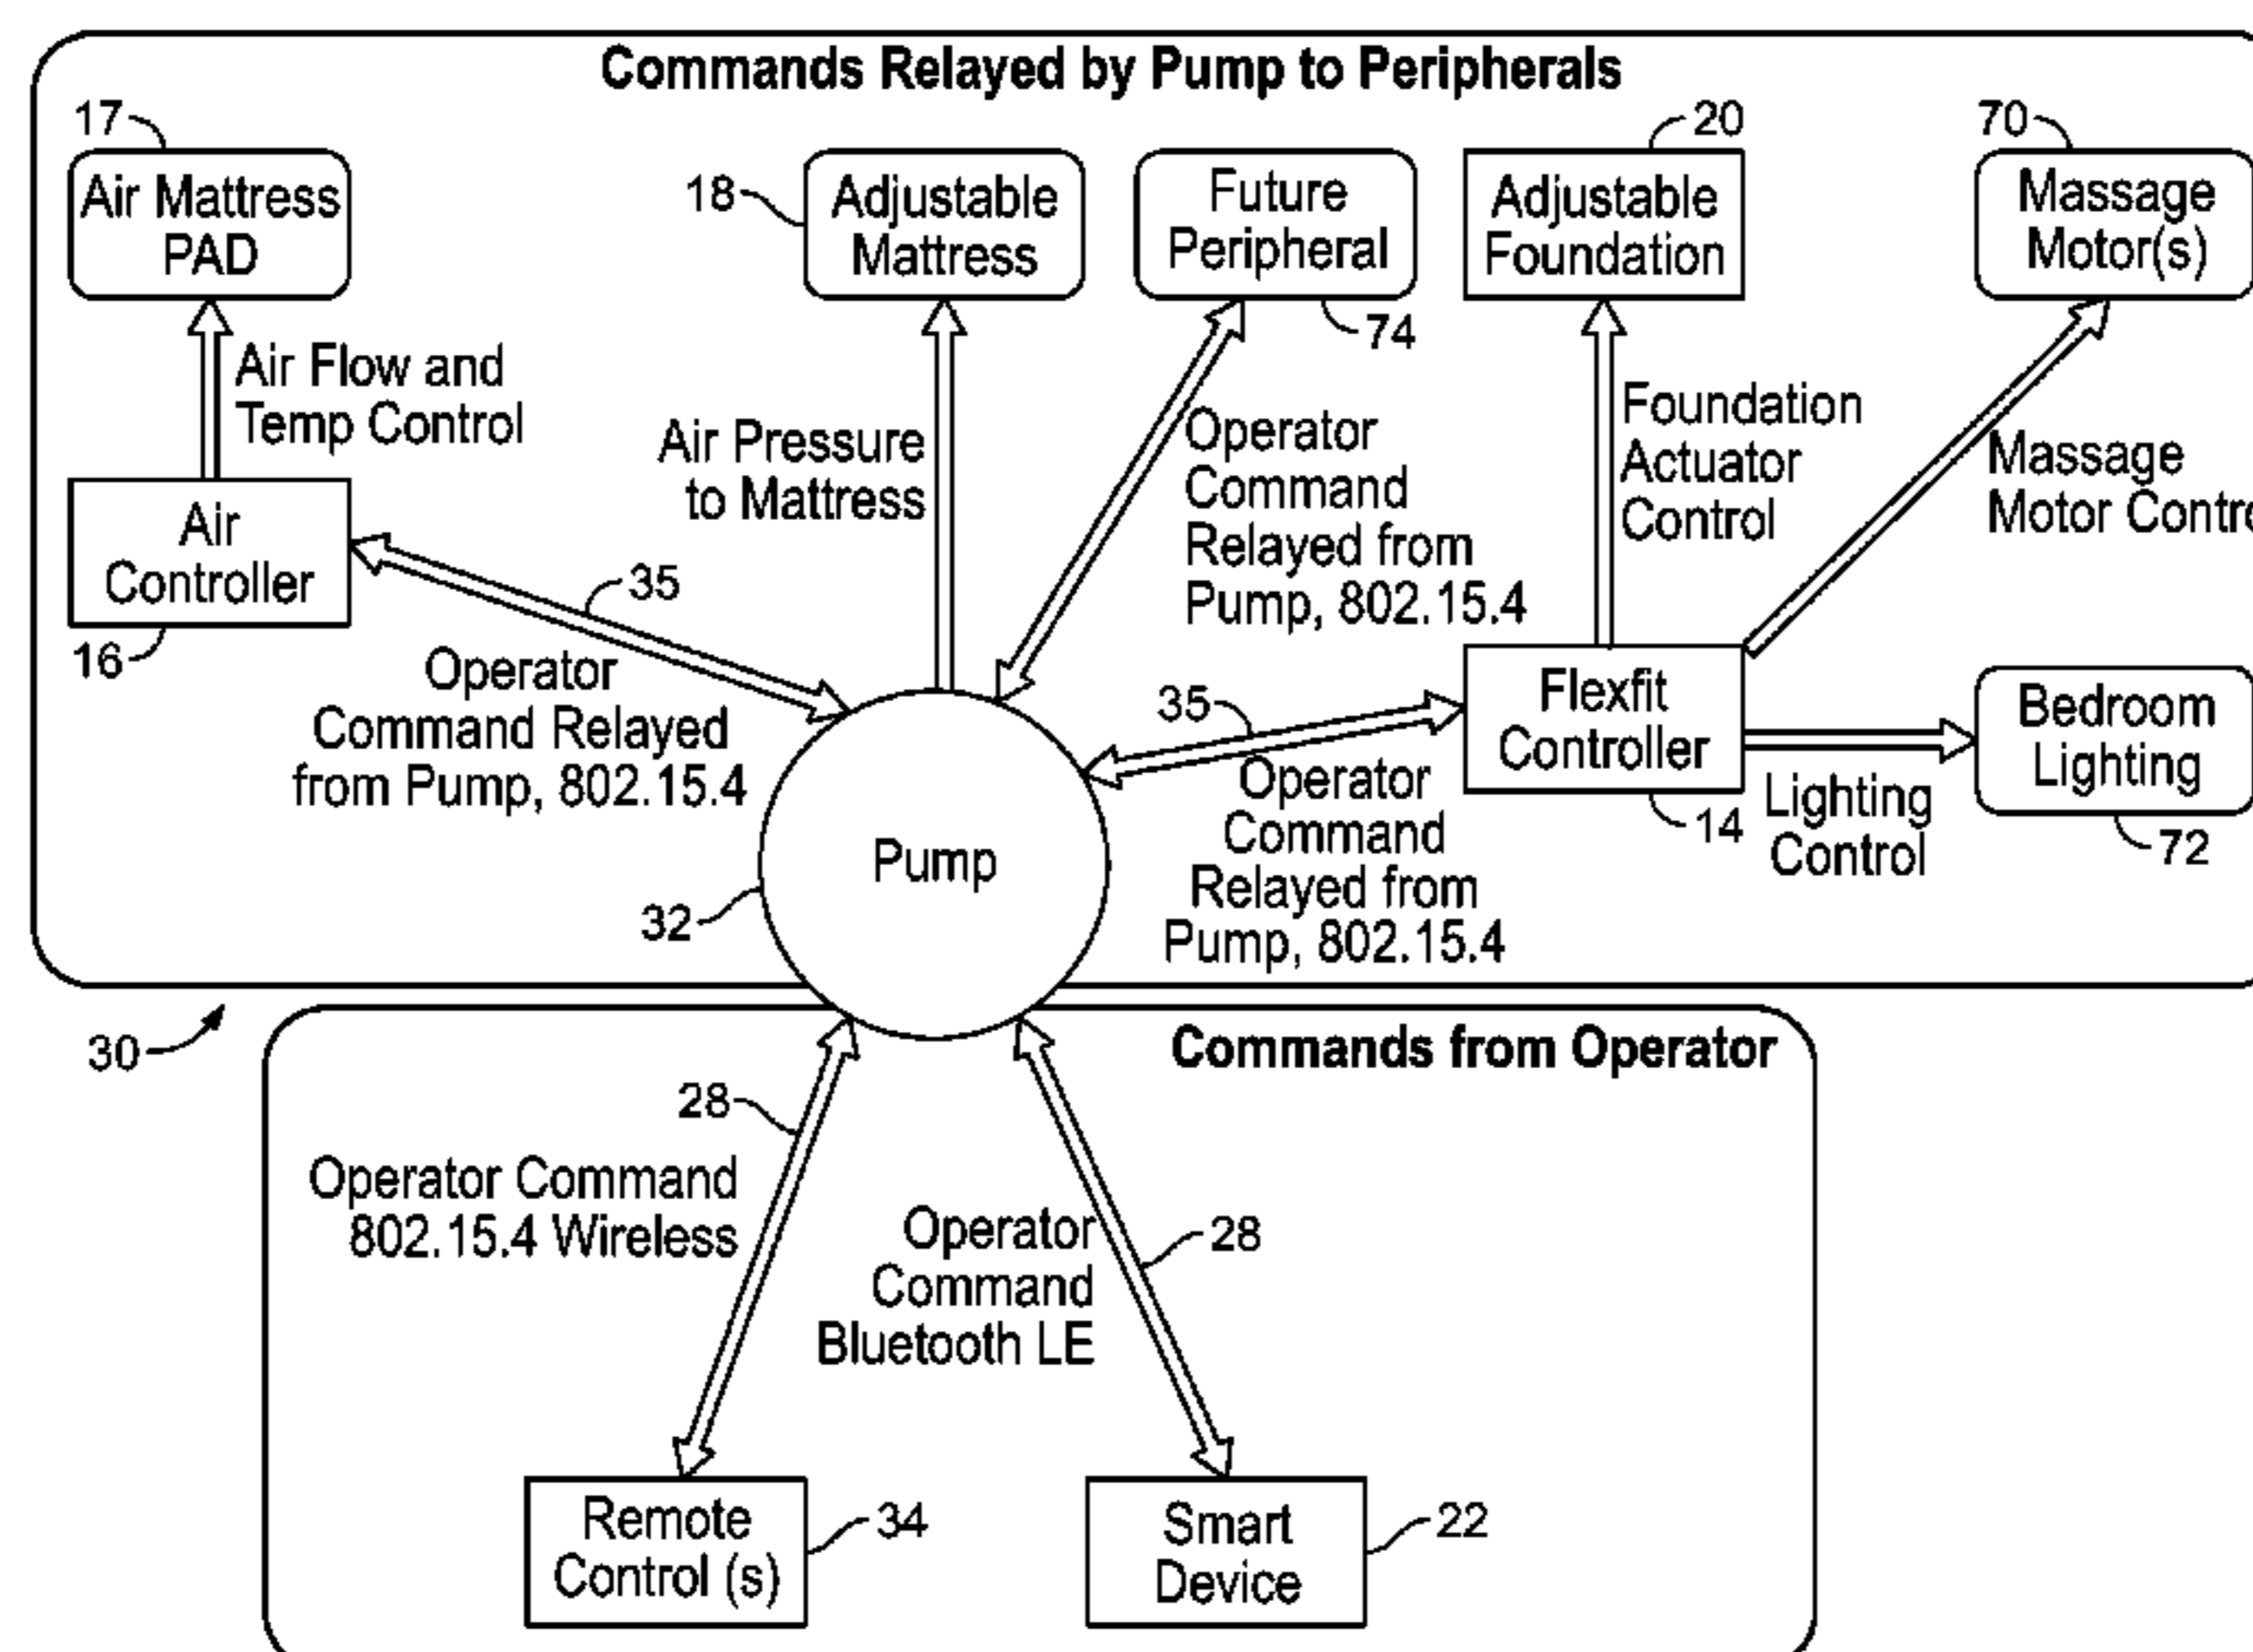 Commands Relayed by Pump to Peripherals
17
Air Mattress
PAD
18
Adjustable
Mattress
Future
Peripheral
74
20
Adjustable
Foundation
70
Massage
Motor(s)
Air Flow and
Temp Control
Air Pressure
to Mattress
Operator
Command
Relayed from
Pump, 802.15.4
Foundation
Actuator
Control
Massage
Motor Contro
Air
Controller
16
35
Operator
Command Relayed
from Pump, 802.15.4
35
Operator
Command
Relayed from
Pump, 802.15.4
Flexfit
Controller
14
Lighting
Control
Bedroom
Lighting
72
Pump
32
30
Commands from Operator
28
Operator Command
802.15.4 Wireless
Operator
Command
Bluetooth LE
28
Remote
Control (s)
34
Smart
Device
22